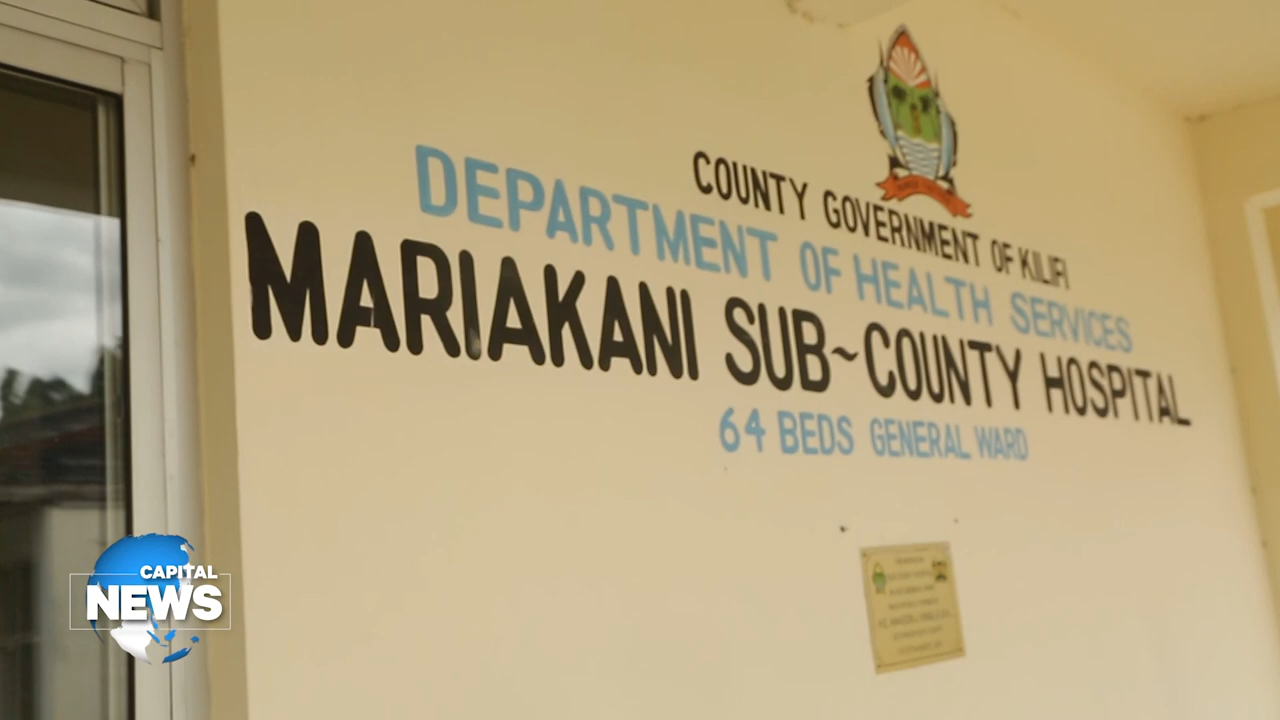 COUNTY GOVERNMENT OF KILIFI
DEPARTMENT OF HEALTH SERVICES
MARIAKANI SUB~COUNTY HOSPITAL
64 BEDS GENERAL WARD
CAPITAL
NEWS